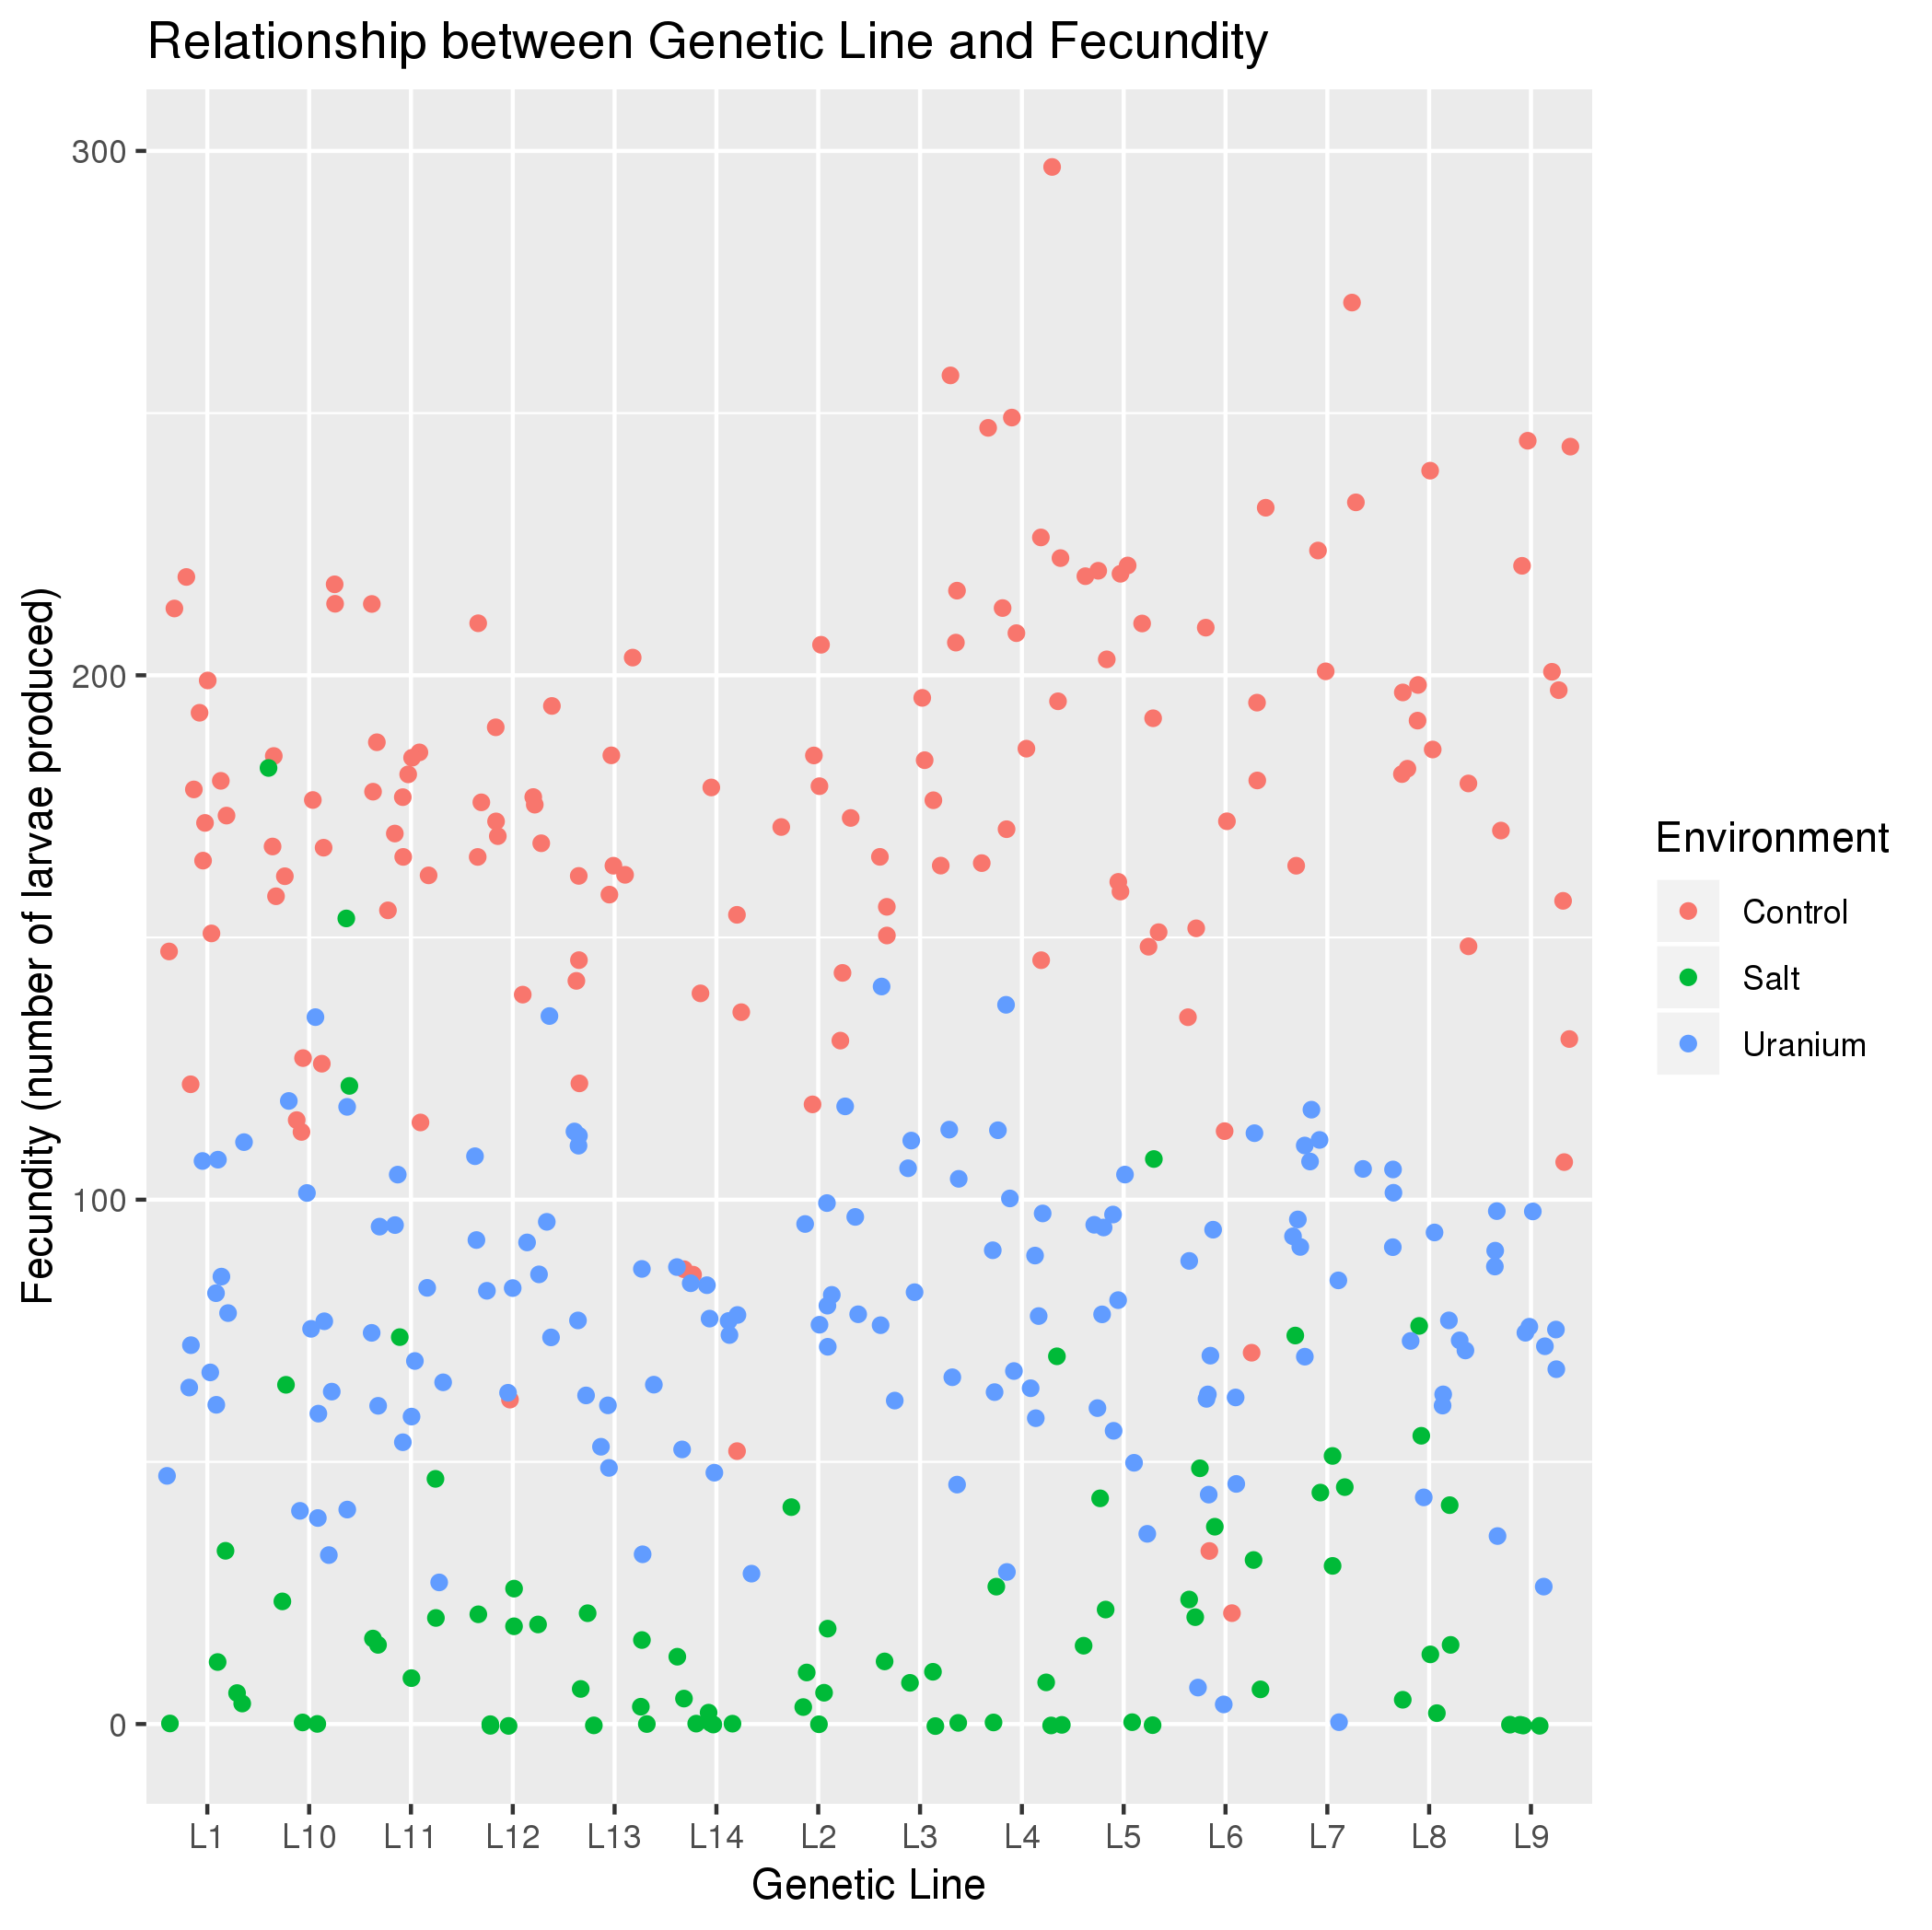 Relationship between Genetic Line and Fecundity
Fecundity (number of larvae produced)
300
200
100
0
L1 L10 L11 L12 L13 L14 L2 L3 L4 L5 L6 L7 L8 L9
Genetic Line
Environment
Control
Salt
Uranium